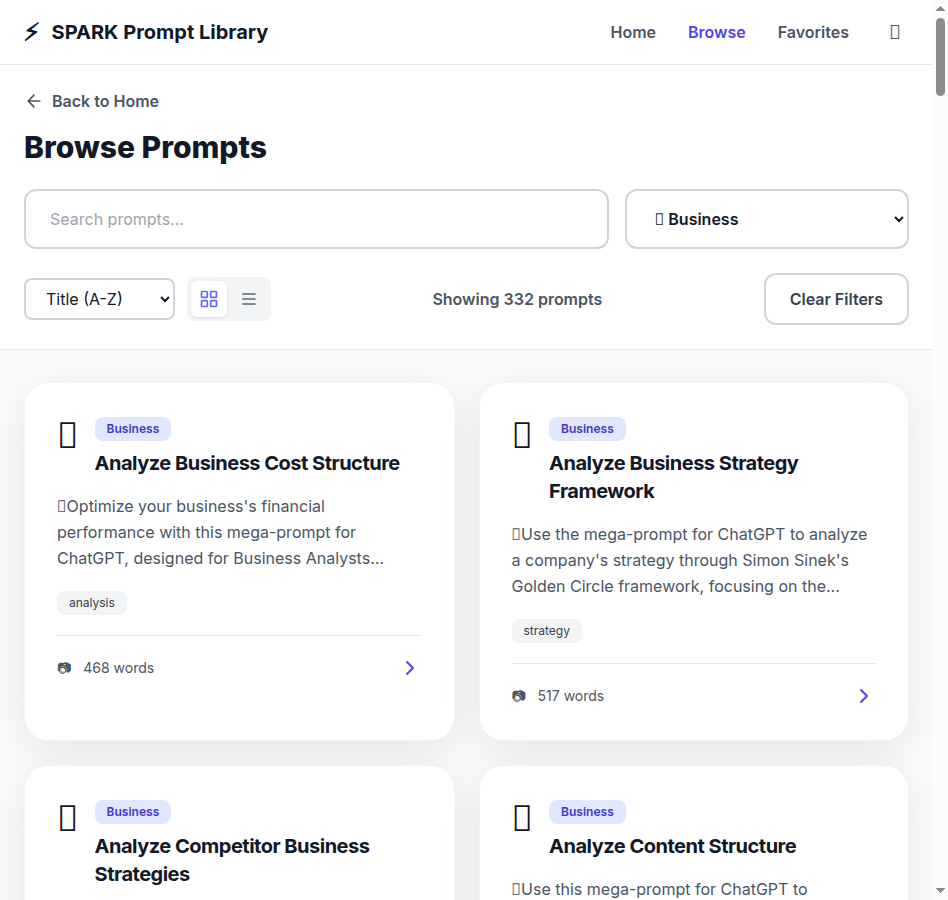 SPARK Prompt Library
Home
Browse
Favorites
Back to Home
Browse Prompts
Search prompts...
Business
Title (A-Z)
Showing 332 prompts
Clear Filters
Business
Analyze Business Cost Structure
Optimize your business's financial
performance with this mega-prompt for
ChatGPT, designed for Business Analysts...
analysis
468 words
Business
Analyze Business Strategy
Framework
Use the mega-prompt for ChatGPT to analyze
a company's strategy through Simon Sinek's
Golden Circle framework, focusing on the...
strategy
517 words
Business
Analyze Competitor Business
Strategies
Business
Analyze Content Structure
Use this mega-prompt for ChatGPT to